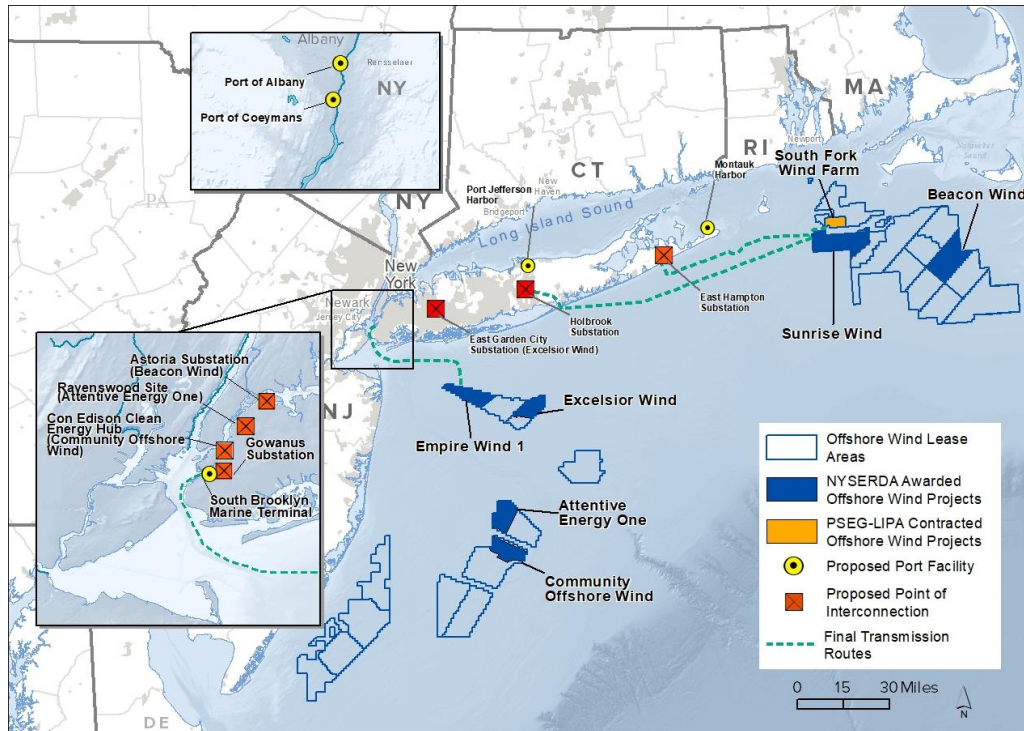 Albany
Rensselaer
Port of Albany
NY
Port of Coeymans
PA
MA
RI
CT
NY
Newport
South Fork
Wind Farm
Beacon Wind
Montauk
Harbor
Port Jefferson
Harbor
New
Haven
Bridgeport
Long Island Sound
New
York
Newark
Jersey City
East Hampton
Substation
Holbrook
Substation
East Garden City
Substation (Excelsior Wind)
Sunrise Wind
Astoria Substation
(Beacon Wind)
Ravenswood Site
(Attentive Energy One)
Con Edison Clean
Energy Hub
(Community Offshore
Wind)
Gowanus
Substation
South Brooklyn
Marine Terminal
NJ
Excelsior Wind
Empire Wind 1
Attentive
Energy One
Community
Offshore Wind
DE
Offshore Wind Lease
Areas
NYSERDA Awarded
Offshore Wind Projects
PSEG-LIPA Contracted
Offshore Wind Projects
Proposed Port Facility
Proposed Point of
Interconnection
Final Transmission
Routes
0 15 30 Miles
N